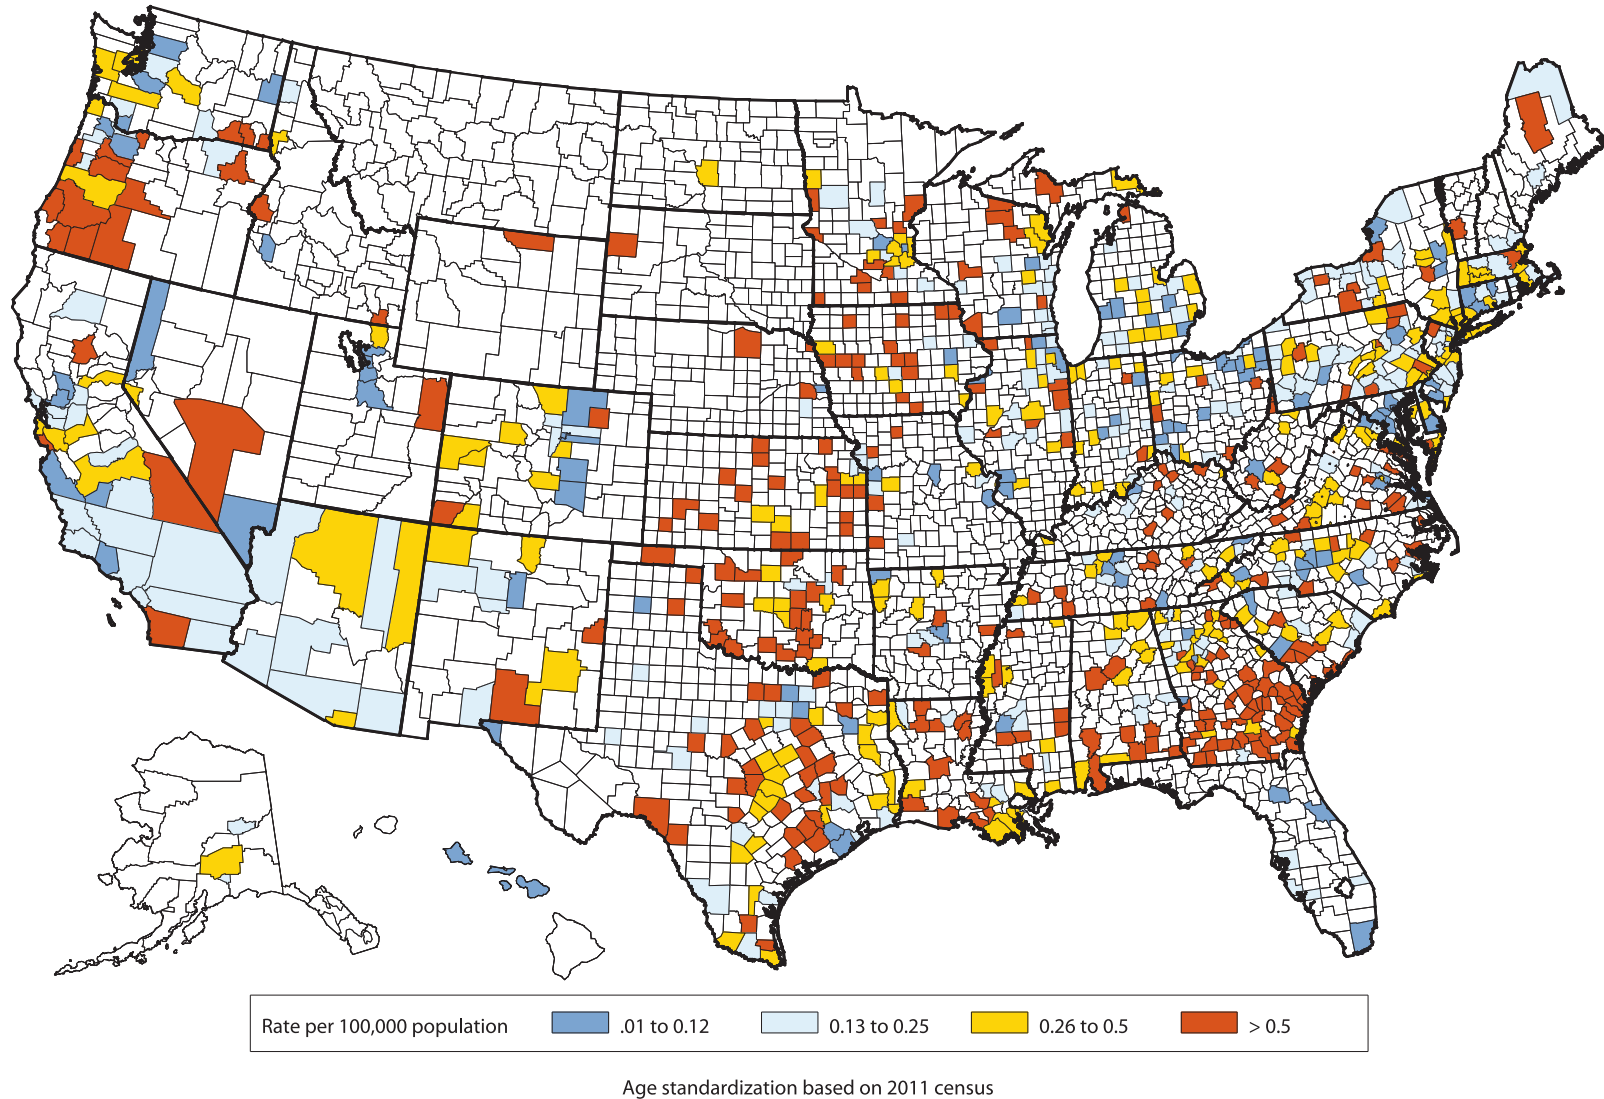 Rate per 100,000 population .01 to 0.12 0.13 to 0.25 0.26 to 0.5 > 0.5
Age standardization based on 2011 census